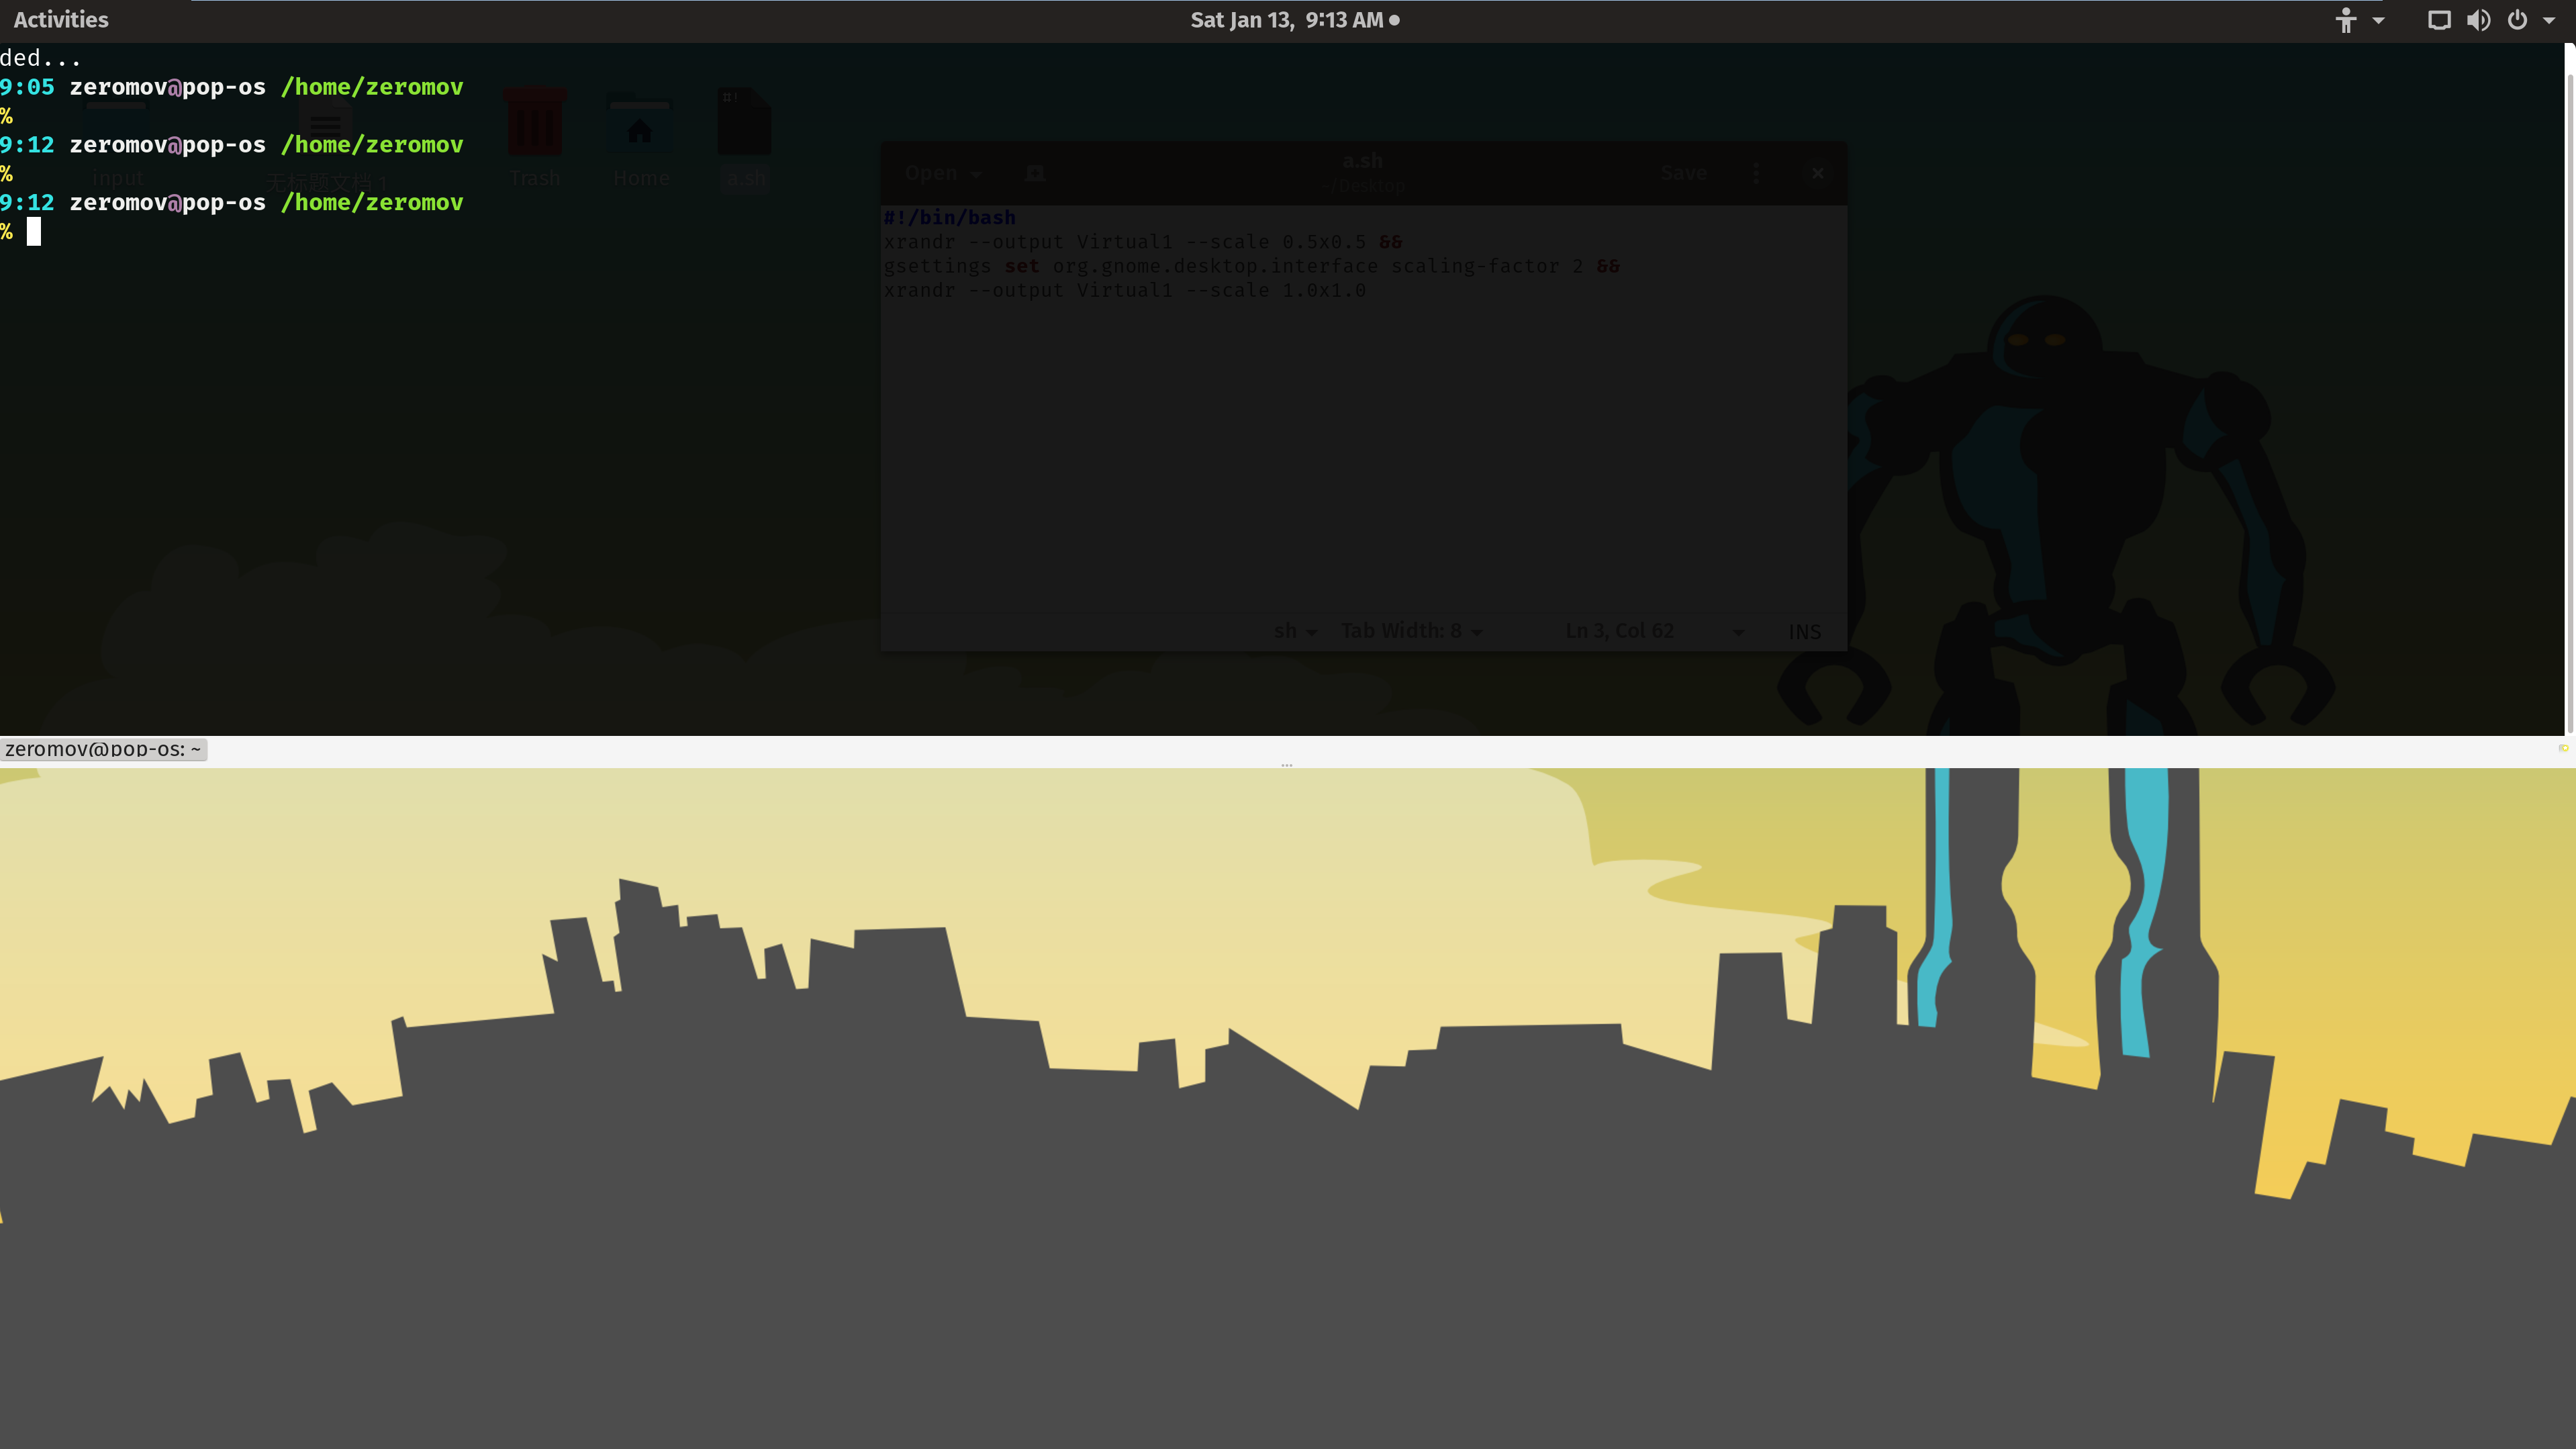 Activities
Sat Jan 13, 9:13 AM
ded...
9:05 zeromov@pop-os /home/zeromov
%
9:12 zeromov@pop-os /home/zeromov
%
9:12 zeromov@pop-os /home/zeromov
%
input
无标题文档 1
Trash
Home
#!
a.sh
Open
a.sh
~/Desktop
Save
#!/bin/bash
xrandr --output Virtual1 --scale 0.5x0.5 &&
gsettings set org.gnome.desktop.interface scaling-factor 2 &&
xrandr --output Virtual1 --scale 1.0x1.0
sh
Tab Width: 8
Ln 3, Col 62
INS
zeromov@pop-os: ~